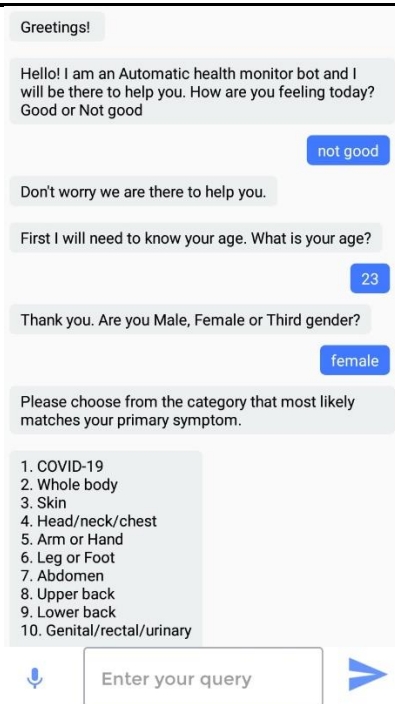 Greetings!
Hello! I am an Automatic health monitor bot and I
will be there to help you. How are you feeling today?
Good or Not good
not good
Don't worry we are there to help you.
First I will need to know your age. What is your age?
23
Thank you. Are you Male, Female or Third gender?
female
Please choose from the category that most likely
matches your primary symptom.
1. COVID-19
2. Whole body
3. Skin
4. Head/neck/chest
5. Arm or Hand
6. Leg or Foot
7. Abdomen
8. Upper back
9. Lower back
10. Genital/rectal/urinary
Enter your query